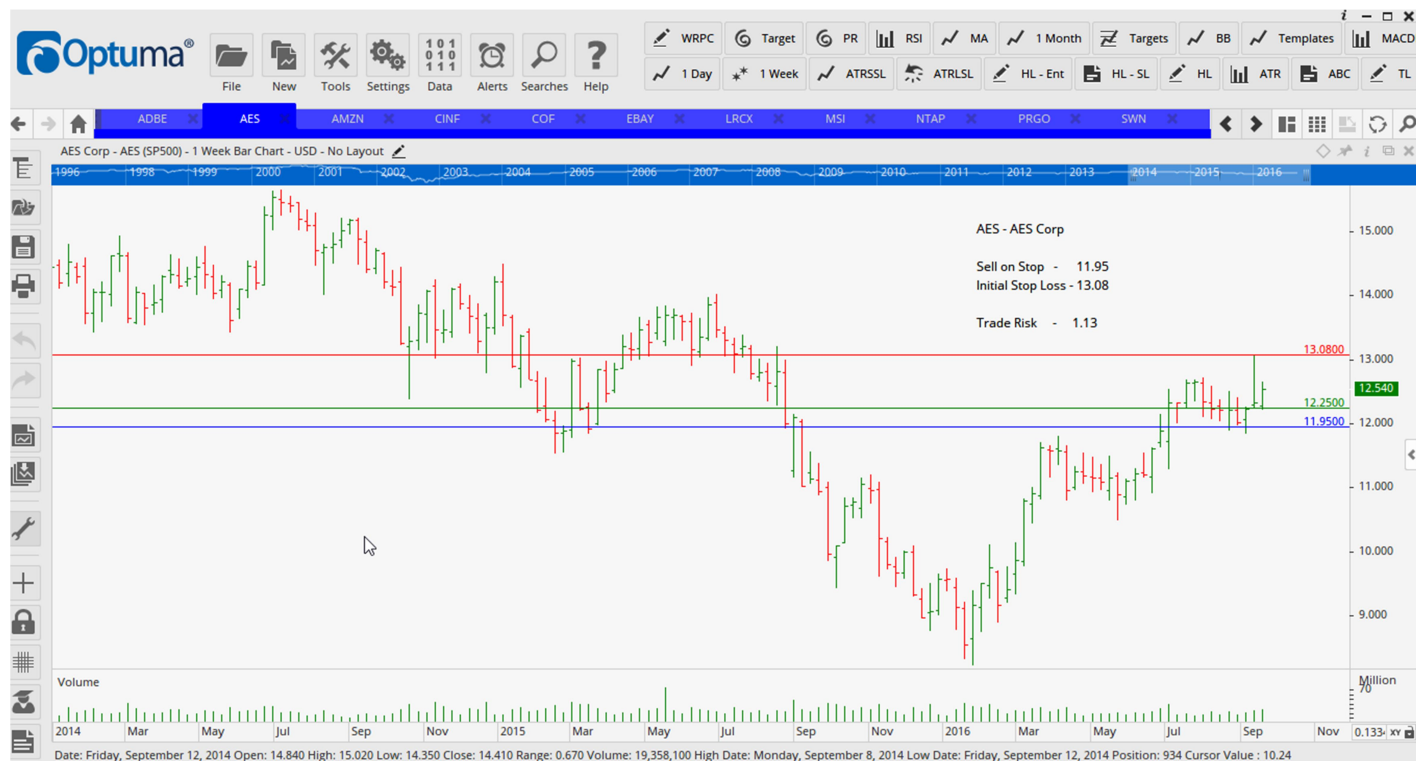 i
Optuma®
File New Tools Settings Data Alerts Searches Help
101
010
111
WRPC Target PR RSI MA 1 Month Targets BB Templates MACD
1 Day 1 Week ATRSSL ATRLSL HL - Ent HL - SL HL ATR ABC TL
ADBE AES AMZN CINF COF EBAY LRCX MSI NTAP PRGO SWN
AES Corp - AES (SP500) - 1 Week Bar Chart - USD - No Layout
i
1996 1998 1999 2000 2001 2002 2003 2004 2005 2006 2007 2008 2009 2010 2011 2012 2013 2014 2015 2016
AES - AES Corp
Sell on Stop - 11.95
Initial Stop Loss - 13.08
Trade Risk - 1.13
15.000
14.000
13.0800
13.000
12.540
12.2500
12.000
11.9500
11.000
10.000
9.000
Volume
Million
70
2014 Mar May Jul Sep Nov 2015 Mar May Jul Sep Nov 2016 Mar May Jul Sep Nov 0.133 XY
Date: Friday, September 12, 2014 Open: 14.840 High: 15.020 Low: 14.350 Close: 14.410 Range: 0.670 Volume: 19,358,100 High Date: Monday, September 8, 2014 Low Date: Friday, September 12, 2014 Position: 934 Cursor Value : 10.24